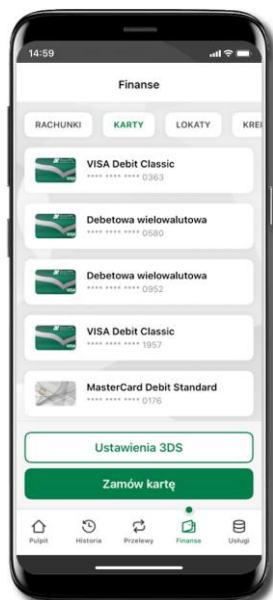 14:59
Finanse
RACHUNKI KARTY LOKATY KREI
VISA Debit Classic
**** **** **** 0363
Debetowa wielowalutowa
**** **** **** 0580
Debetowa wielowalutowa
**** **** **** 0952
VISA Debit Classic
**** **** **** 1957
MasterCard Debit Standard
**** **** **** 0176
Ustawienia 3DS
Zamów kartę
Pulpit Historia Przelewy Finanse Usługi